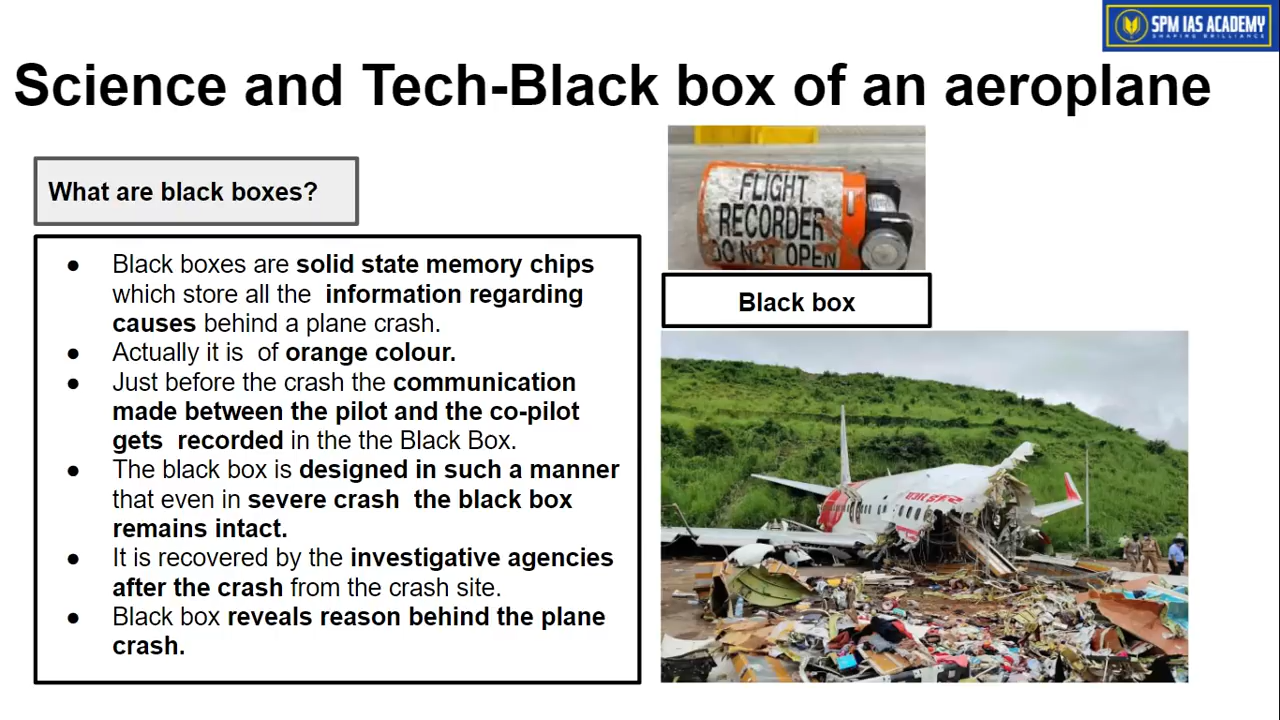 SPM IAS ACADEMY
SHAPING BRILLIANCE
Science and Tech-Black box of an aeroplane
What are black boxes?
● Black boxes are solid state memory chips
which store all the information regarding
causes behind a plane crash.
● Actually it is of orange colour.
● Just before the crash the communication
made between the pilot and the co-pilot
gets recorded in the the Black Box.
● The black box is designed in such a manner
that even in severe crash the black box
remains intact.
● It is recovered by the investigative agencies
after the crash from the crash site.
● Black box reveals reason behind the plane
crash.
FLIGHT
RECORDER
DO NOT OPEN
Black box